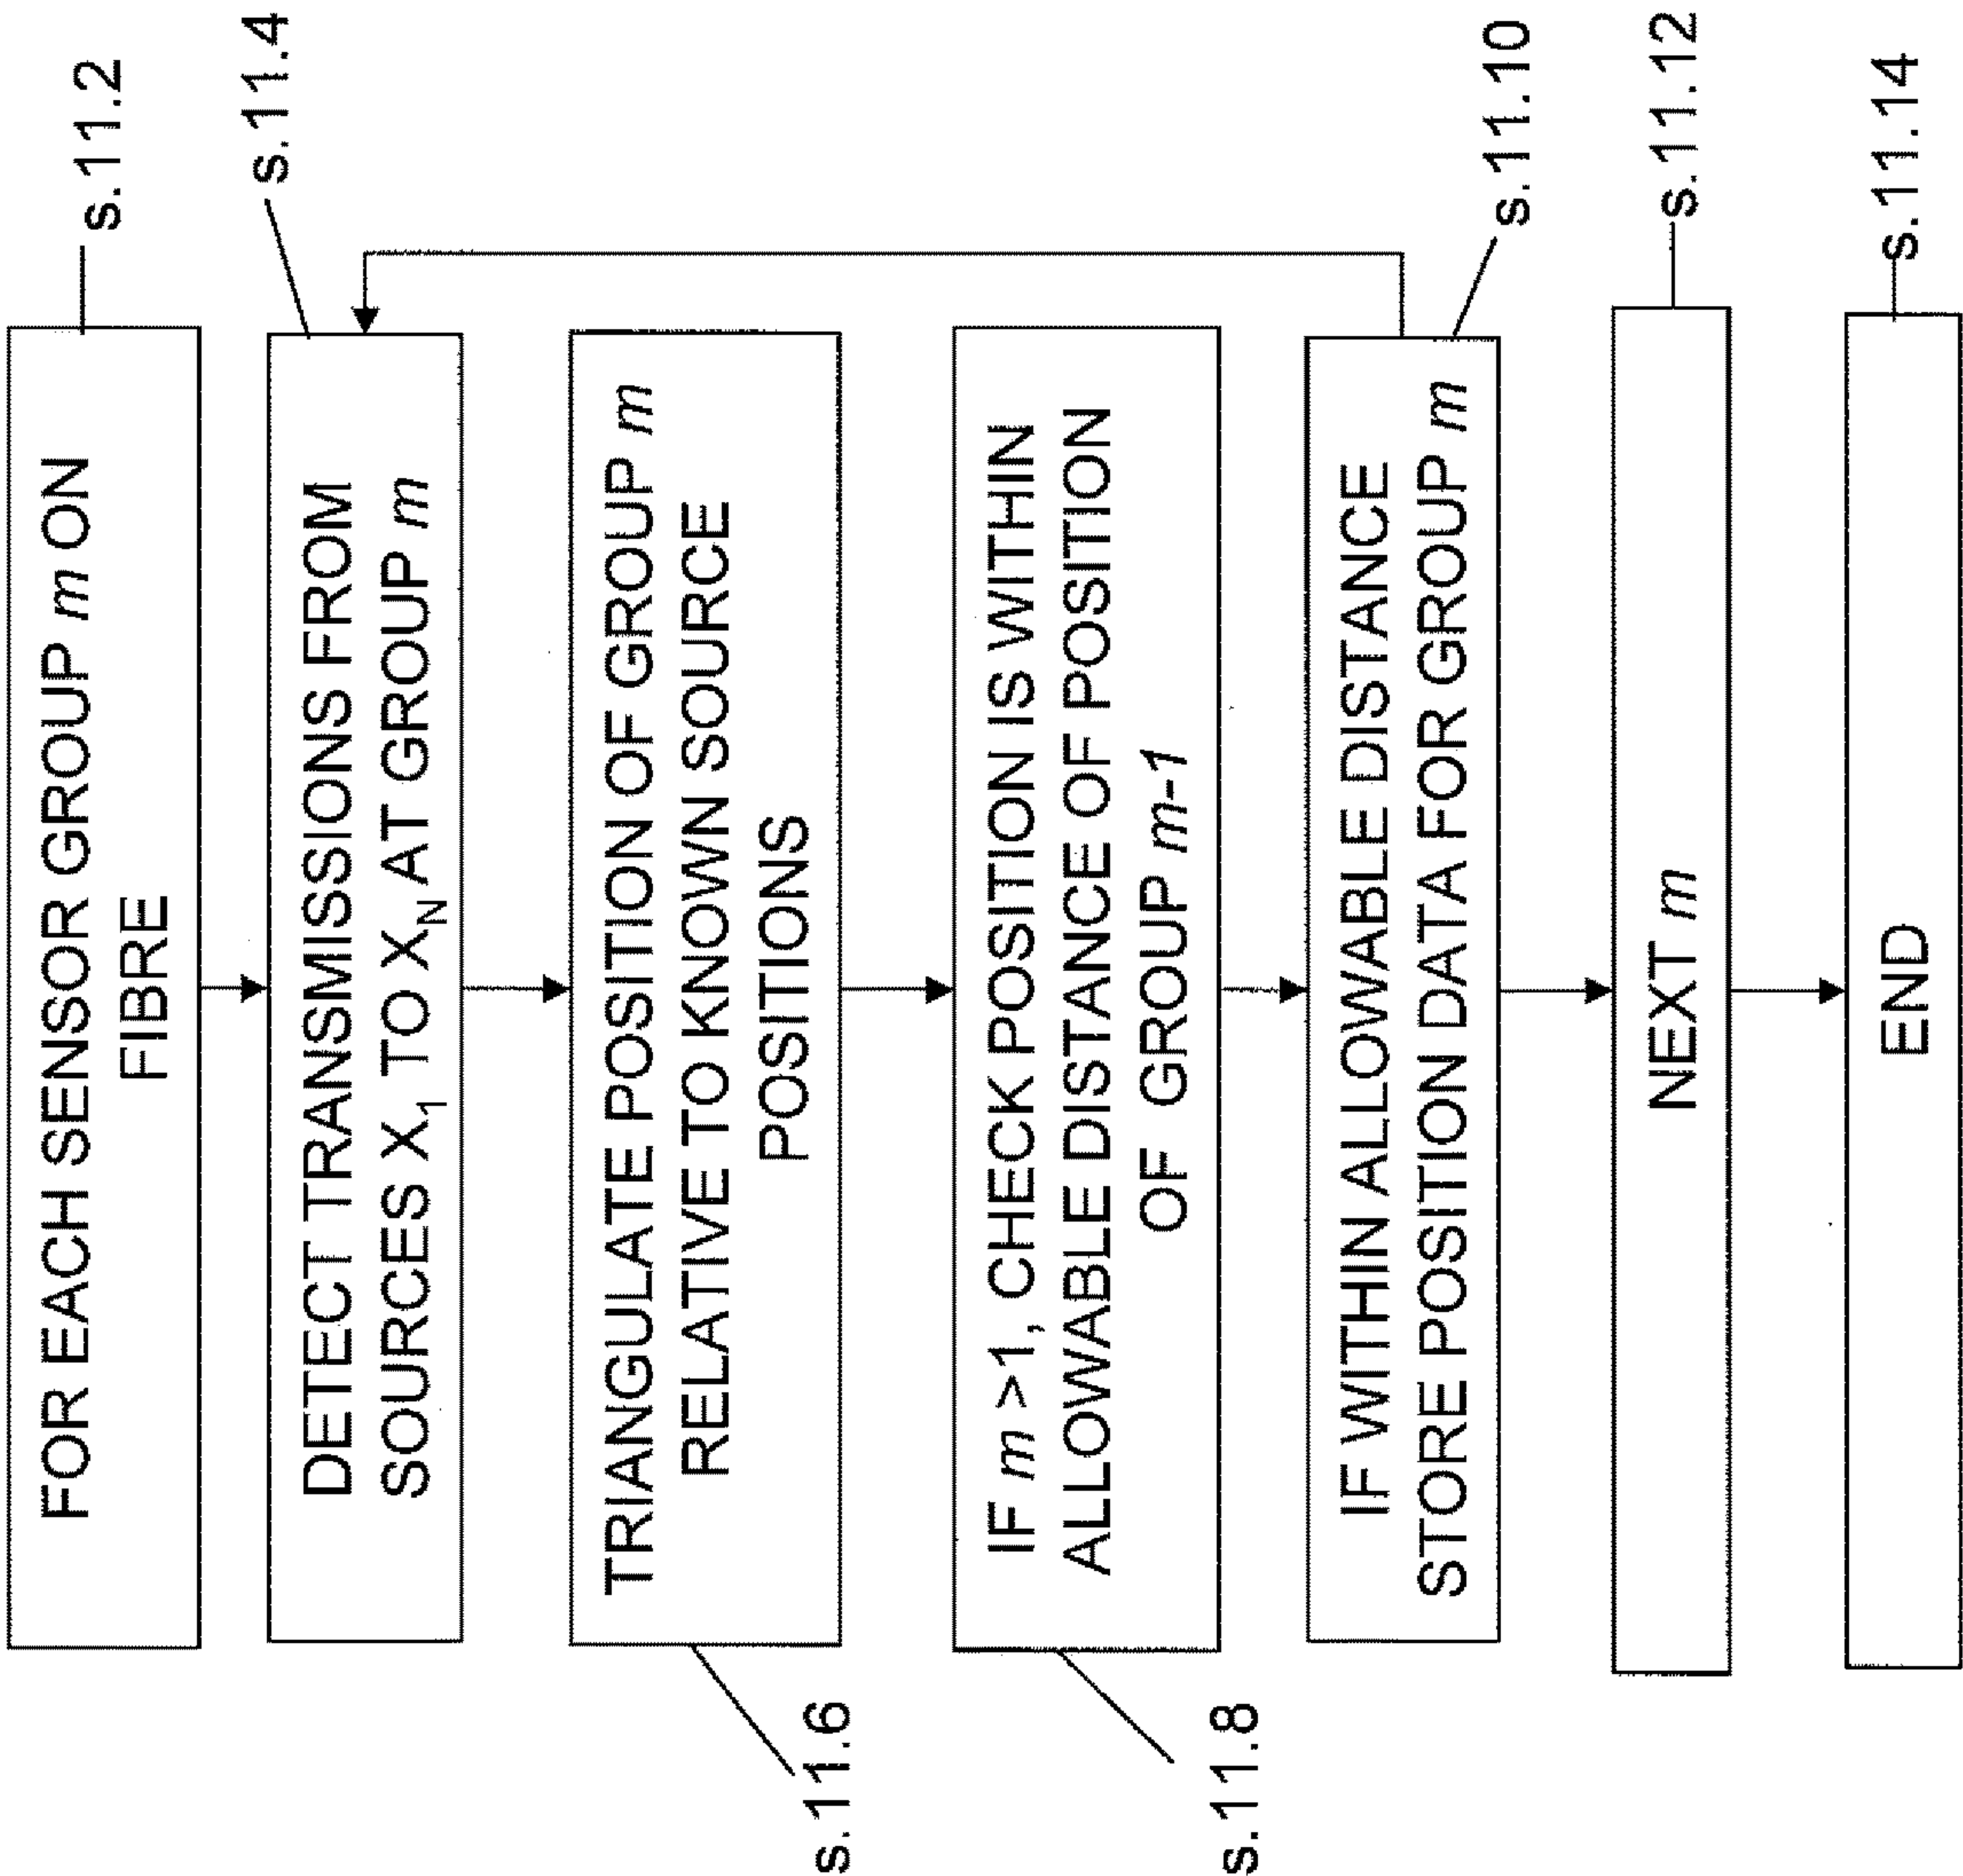 FOR EACH SENSOR GROUP m ON
FIBRE
s.11.2
DETECT TRANSMISSIONS FROM
SOURCES X₁ TO X_N AT GROUP m
s.11.4
TRIANGULATE POSITION OF GROUP m
RELATIVE TO KNOWN SOURCE
POSITIONS
s.11.6
IF m >1, CHECK POSITION IS WITHIN
ALLOWABLE DISTANCE OF POSITION
OF GROUP m-1
s.11.8
IF WITHIN ALLOWABLE DISTANCE
STORE POSITION DATA FOR GROUP m
s.11.10
NEXT m
s.11.12
END
s.11.14